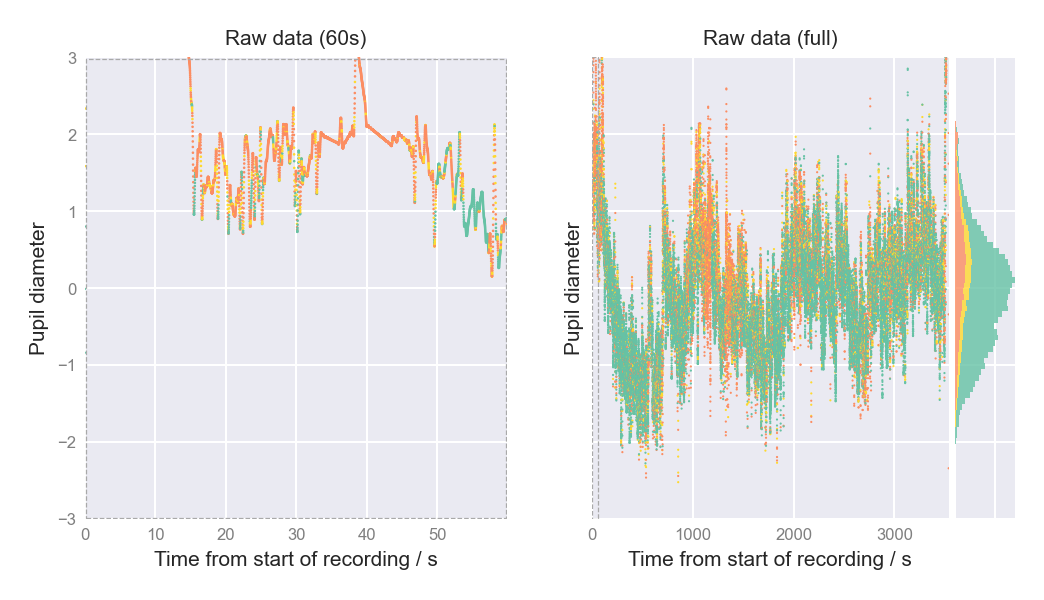 Raw data (60s)
Raw data (full)
Pupil diameter
3
2
1
0
−1
−2
−3
0
10
20
30
40
50
Time from start of recording / s
Pupil diameter
0
1000
2000
3000
Time from start of recording / s